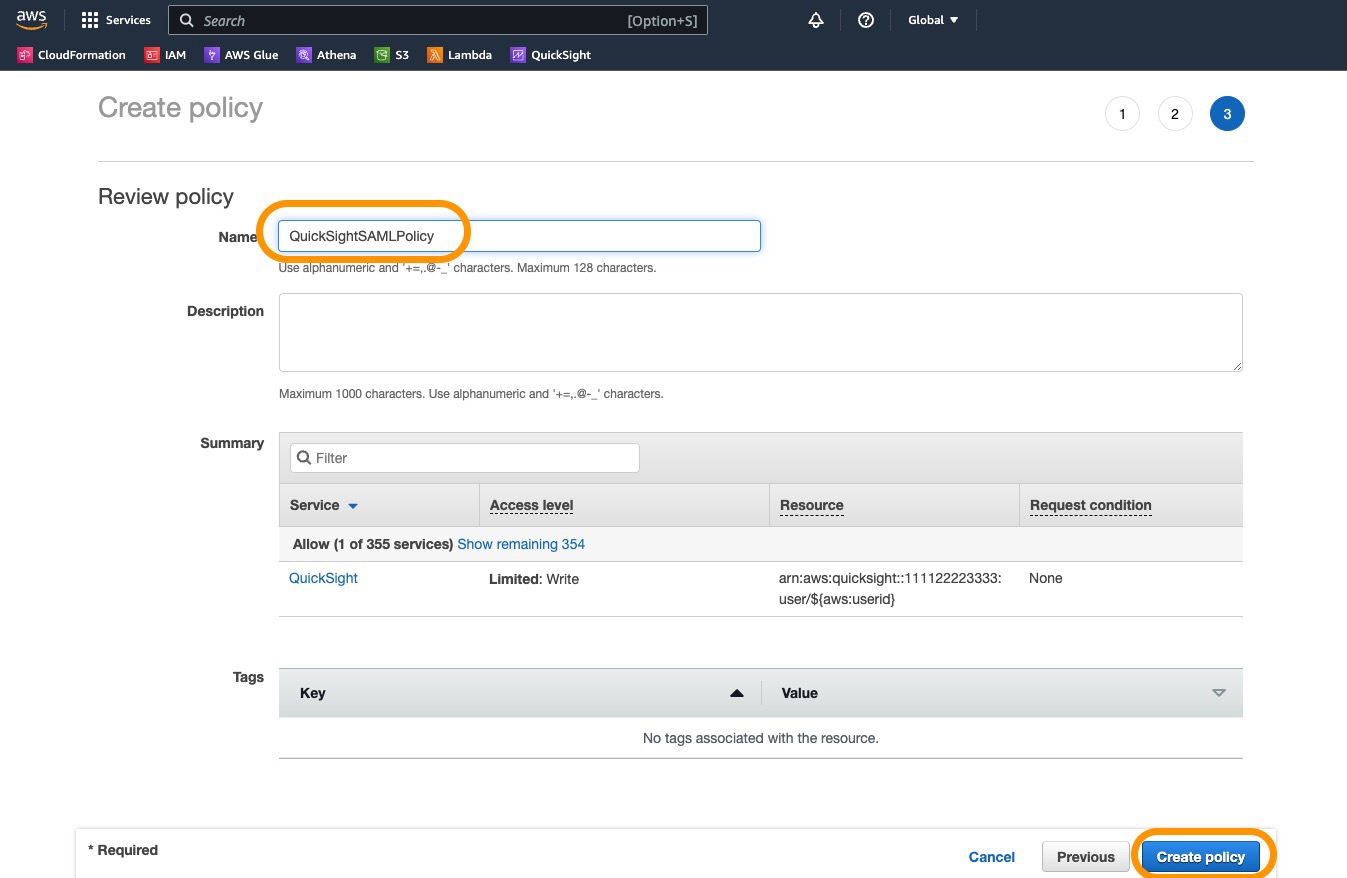 aws
Services
Search [Option+S]
Global
CloudFormation IAM AWS Glue Athena S3 Lambda QuickSight
Create policy
1 2 3
Review policy
Name
QuickSightSAMLPolicy
Use alphanumeric and '+=,.@-_' characters. Maximum 128 characters.
Description
Maximum 1000 characters. Use alphanumeric and '+=,.@-_' characters.
Summary
Filter
Service Access level Resource Request condition
Allow (1 of 355 services) Show remaining 354
QuickSight Limited: Write arn:aws:quicksight::111122223333: None
user/${aws:userid}
Tags
Key Value
No tags associated with the resource.
* Required
Cancel Previous Create policy